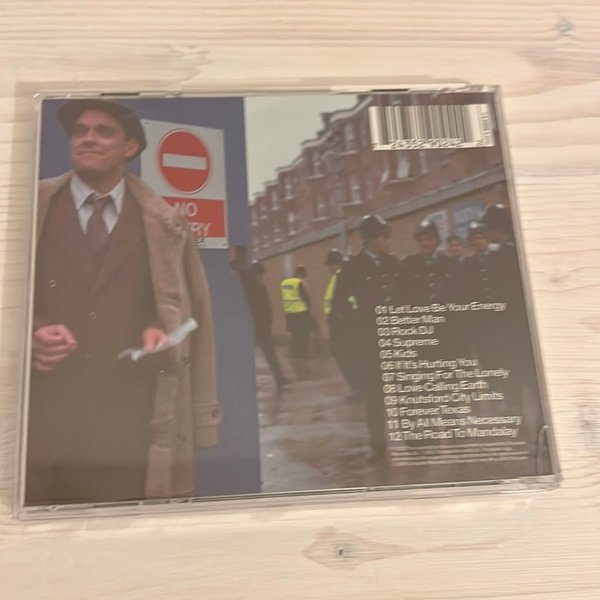 NO
01 Let Love Be Your Energy
02 Better Man
03 Rock DJ
04 Supreme
05 Kids
06 If It's Hurting You
07 Singing For The Lonely
08 Love Calling Earth
09 Knutsford City Limits
10 Forever Texas
11 By All Means Necessary
12 The Road To Mandalay